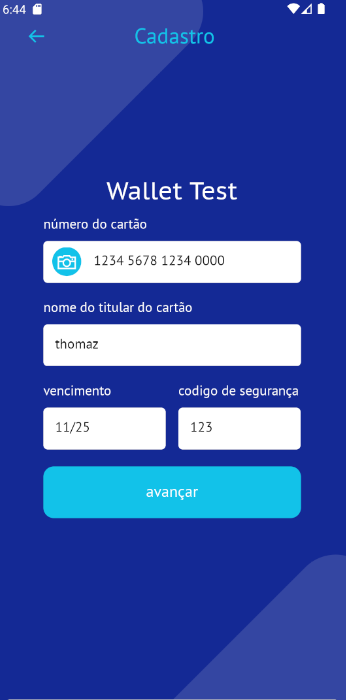 6:44
Cadastro
Wallet Test
número do cartão
1234 5678 1234 0000
nome do titular do cartão
thomaz
vencimento codigo de segurança
11/25 123
avançar